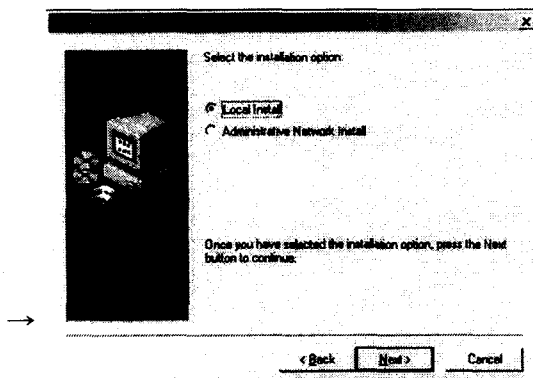 x
Select the installation option:
Local Install
Administrative Network Install
Once you have selected the installation option, press the Next
button to continue.
→
< Back Next > Cancel